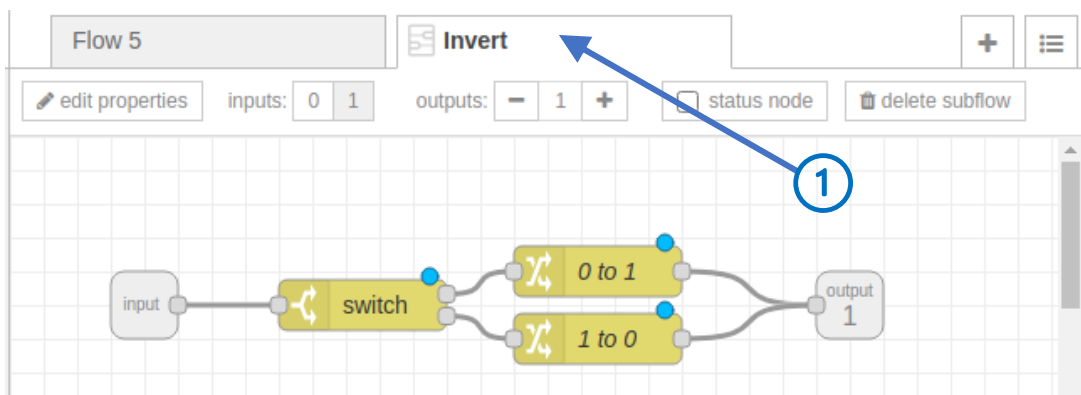 Flow 5 Invert
edit properties inputs: 0 1 outputs: 1 status node delete subflow
1
input switch 0 to 1 output
1 to 0 1